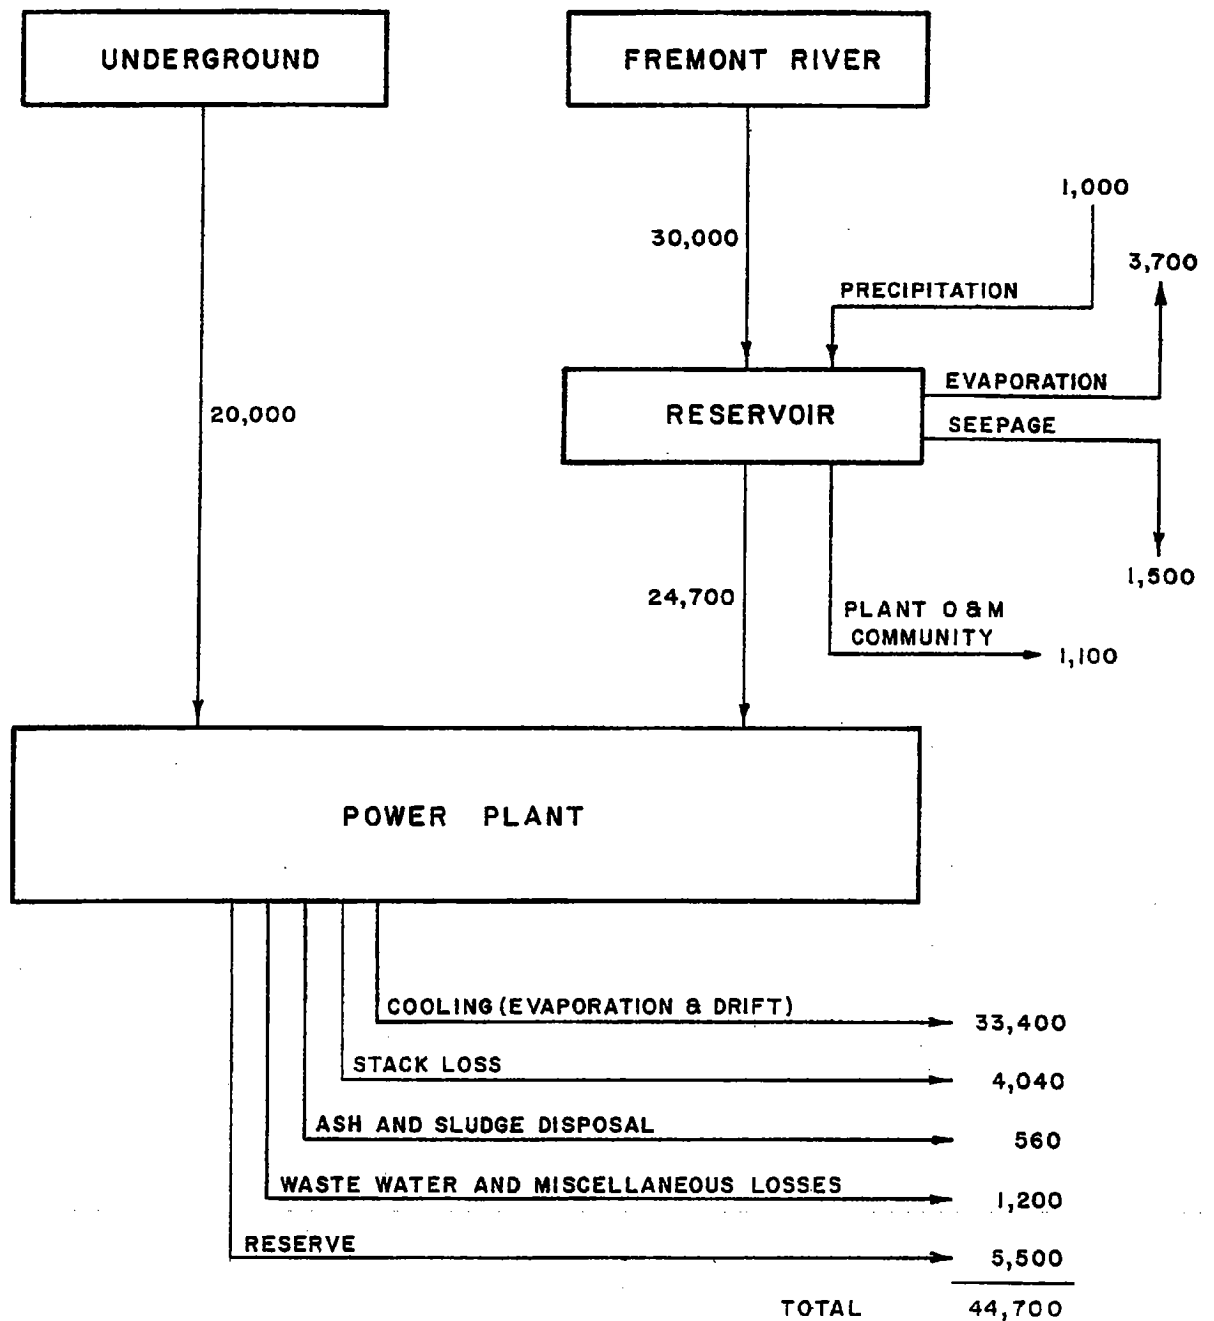 UNDERGROUND
FREMONT RIVER
1,000
30,000
3,700
PRECIPITATION
EVAPORATION
RESERVOIR
20,000
SEEPAGE
1,500
24,700
PLANT O & M
COMMUNITY
1,100
POWER PLANT
COOLING (EVAPORATION & DRIFT) 33,400
STACK LOSS 4,040
ASH AND SLUDGE DISPOSAL 560
WASTE WATER AND MISCELLANEOUS LOSSES 1,200
RESERVE 5,500
TOTAL 44,700